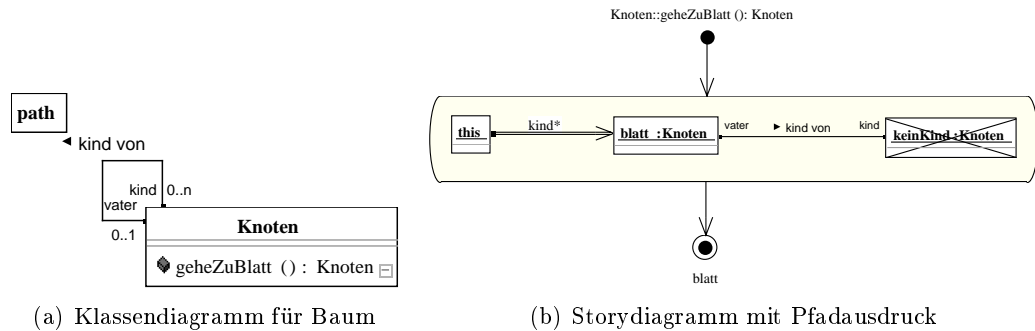 path
◄ kind von
kind 0..n
vater
0..1
Knoten
geheZuBlatt () : Knoten
(a) Klassendiagramm für Baum
Knoten::geheZuBlatt (): Knoten
this
kind*
blatt :Knoten
vater
► kind von
kind
keinKind :Knoten
blatt
(b) Storydiagramm mit Pfadausdruck